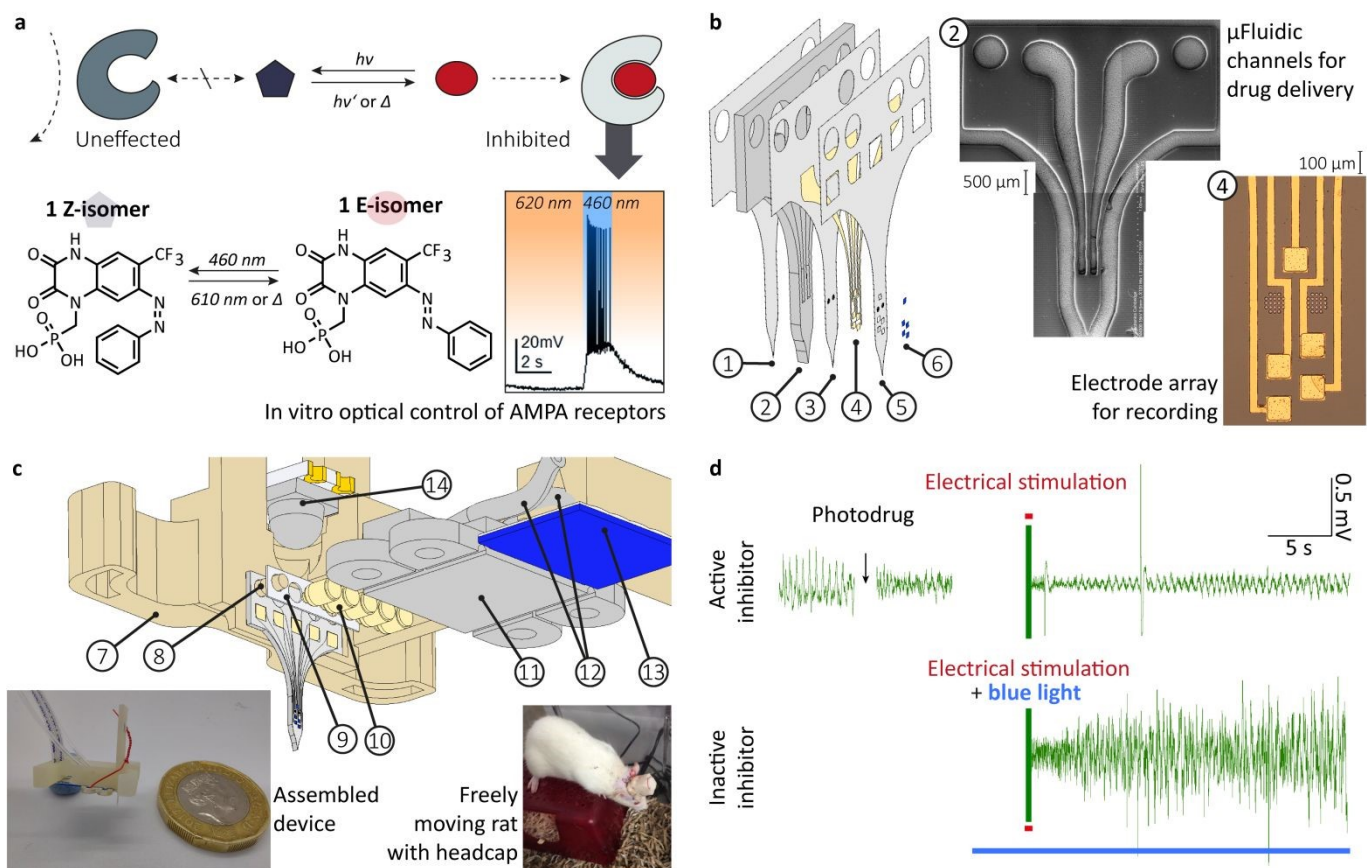 a
hν
hν' or Δ
Uneffected
Inhibited
1 Z-isomer
1 E-isomer
H
N
O
O
N
CF₃
N
N
O
P
HO
OH
460 nm
610 nm or Δ
H
N
O
O
N
CF₃
N
N
O
P
HO
OH
620 nm
460 nm
20mV
2 s
In vitro optical control of AMPA receptors
b
1
2
3
4
5
6
2
µFluidic
channels for
drug delivery
500 µm
100 µm
4
Electrode array
for recording
c
7
8
9
10
11
12
13
14
Assembled
device
Freely
moving rat
with headcap
d
Electrical stimulation
Photodrug
0.5 mV
5 s
Active
inhibitor
Electrical stimulation
+ blue light
Inactive
inhibitor